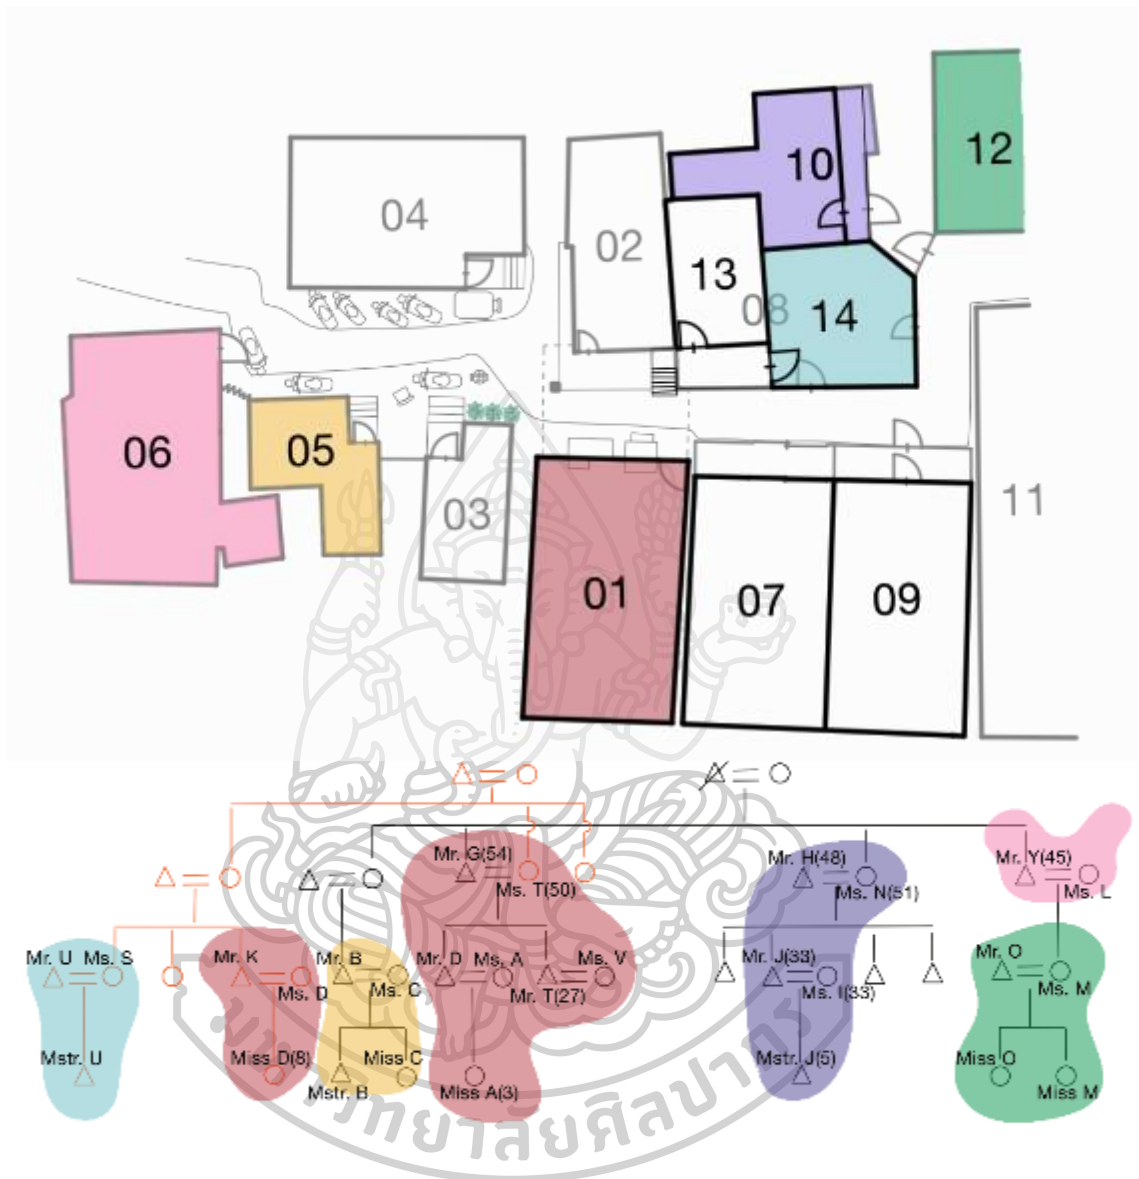 12
10
04
02
13
08
14
06
05
03
11
01
07
09
Mr. G(54)
Ms. T(50)
Mr. H(48)
Ms. N(51)
Mr. Y(45)
Ms. L
Mr. U Ms. S
Mr. K
Ms. D
Mr. B
Ms. C
Mr. D Ms. A
Ms. V
Mr. T(27)
Mr. J(33)
Ms. I(33)
Mr. O
Ms. M
Mstr. U
Miss D(8)
Miss C
Mstr. B
Miss A(3)
Mstr. J(5)
Miss O
Miss M